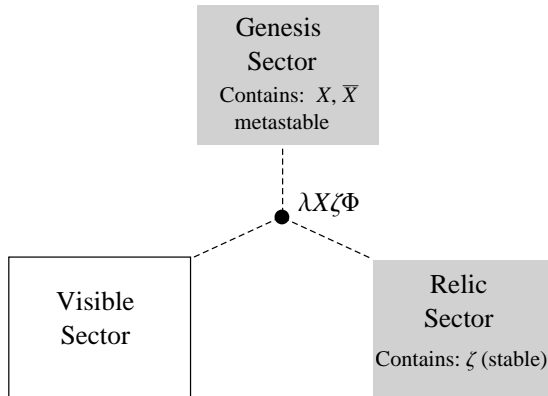 Genesis
Sector
Contains: X, X̅
metastable
λXζΦ
Visible
Sector
Relic
Sector
Contains: ζ (stable)